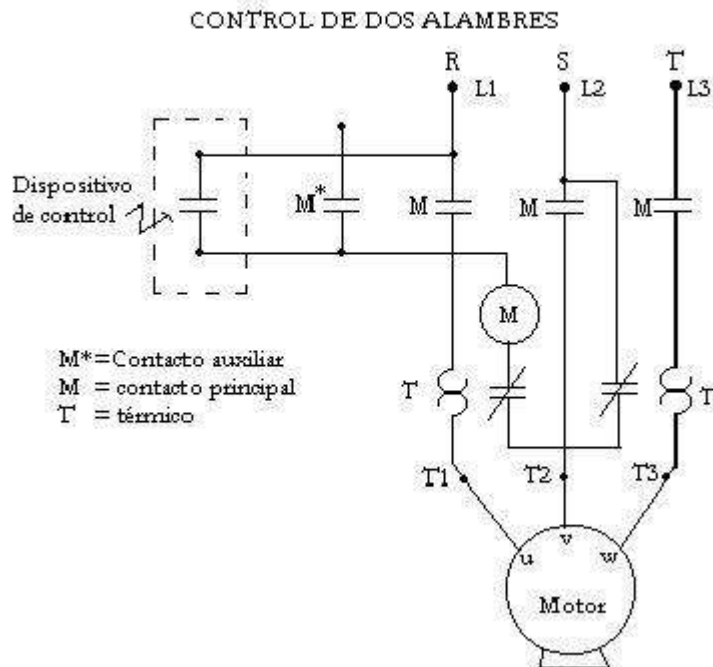 CONTROL DE DOS ALAMBRES
R S T
L1 L2 L3
Dispositivo
de control
M* M M M
M
M*=Contacto auxiliar
M = contacto principal
T = térmico
T T
T1 T2 T3
u v w
Motor